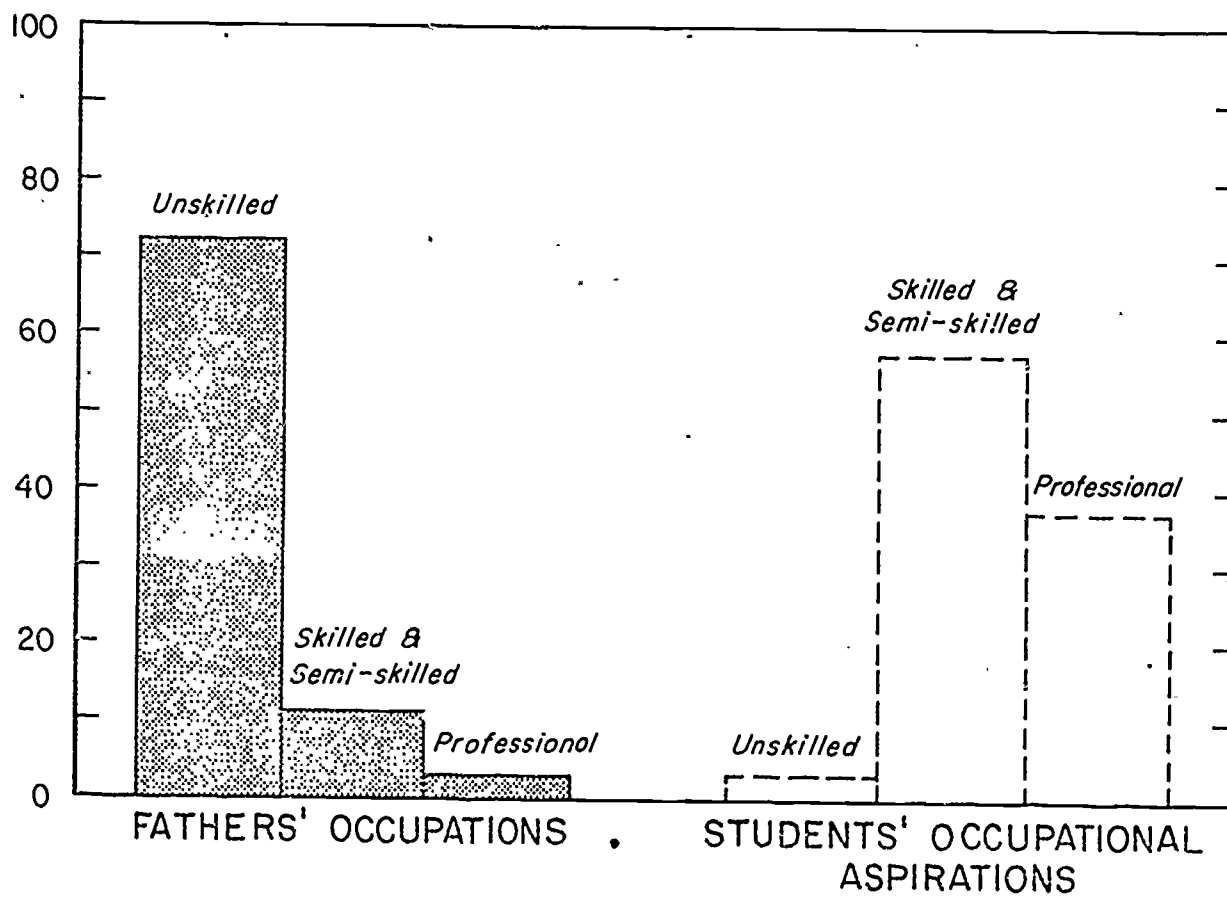 100
80
60
40
20
0
Unskilled
Skilled &
Semi-skilled
Professional
Unskilled
Skilled &
Semi-skilled
Professional
FATHERS' OCCUPATIONS
STUDENTS' OCCUPATIONAL
ASPIRATIONS